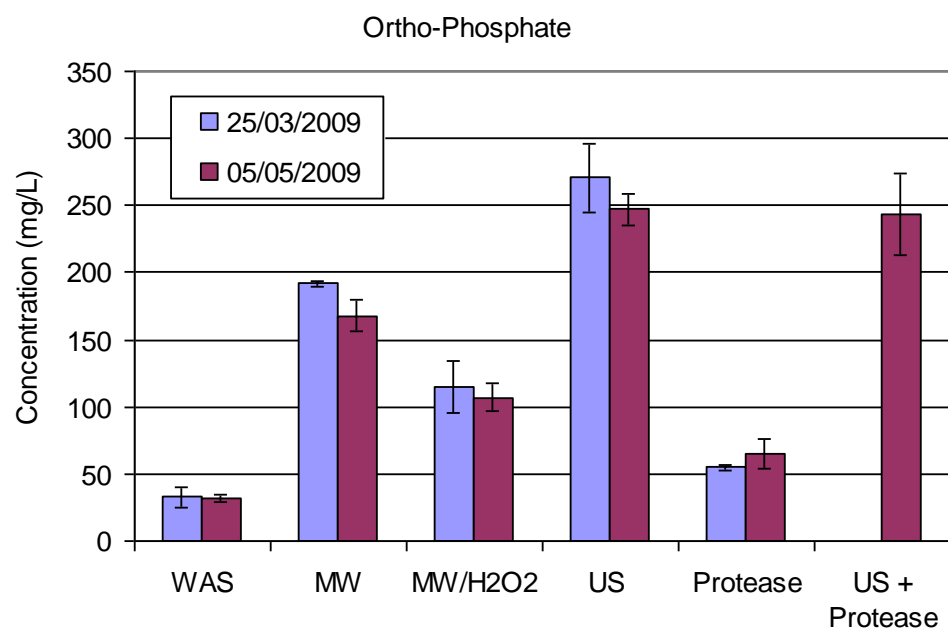 Ortho-Phosphate
350
300
250
200
150
100
50
0
Concentration (mg/L)
25/03/2009
05/05/2009
WAS MW MW/H2O2 US Protease US +
Protease